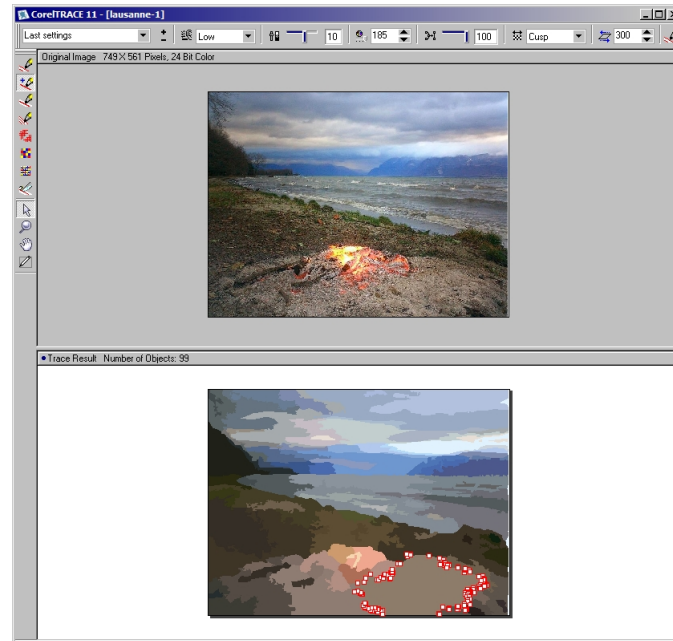 CorelTRACE 11 - [lausanne-1]
Last settings Low 10 185 100 Cusp 300
Original Image 749 X 561 Pixels, 24 Bit Color
Trace Result Number of Objects: 99